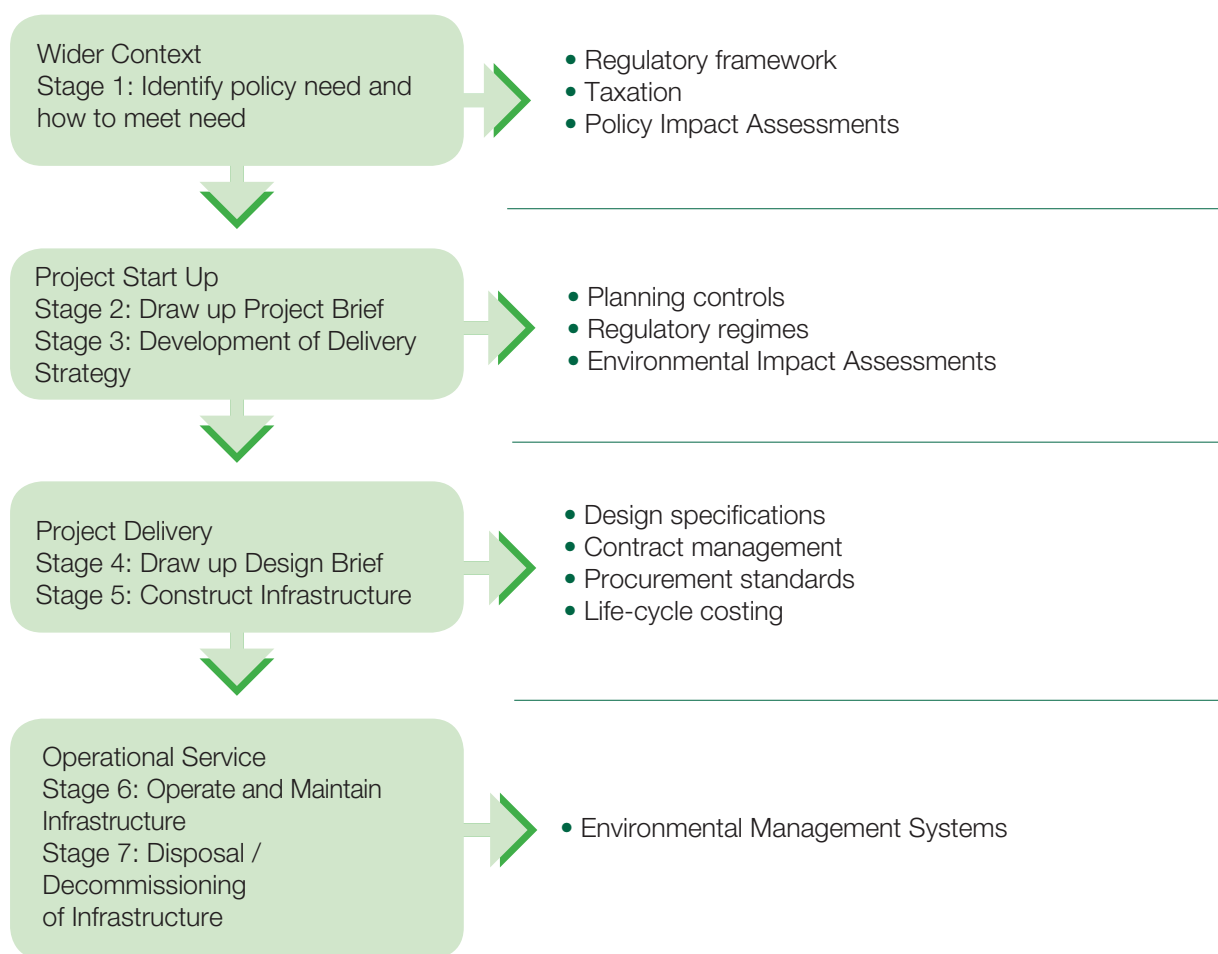 Wider Context
Stage 1: Identify policy need and
how to meet need
• Regulatory framework
• Taxation
• Policy Impact Assessments
Project Start Up
Stage 2: Draw up Project Brief
Stage 3: Development of Delivery
Strategy
• Planning controls
• Regulatory regimes
• Environmental Impact Assessments
Project Delivery
Stage 4: Draw up Design Brief
Stage 5: Construct Infrastructure
• Design specifications
• Contract management
• Procurement standards
• Life-cycle costing
Operational Service
Stage 6: Operate and Maintain
Infrastructure
Stage 7: Disposal /
Decommissioning
of Infrastructure
• Environmental Management Systems